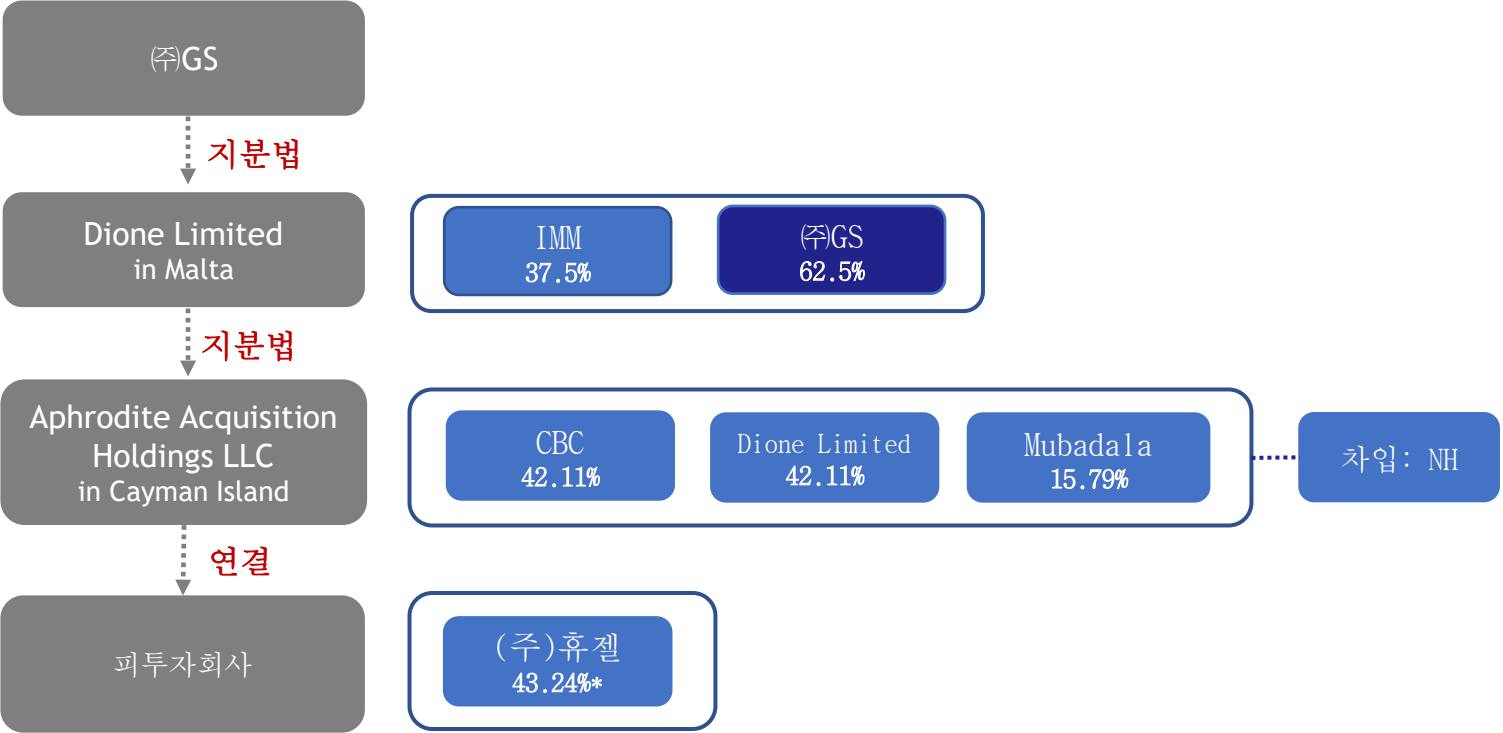 ㈜GS
지분법
Dione Limited
in Malta
IMM
37.5%
㈜GS
62.5%
지분법
Aphrodite Acquisition
Holdings LLC
in Cayman Island
CBC
42.11%
Dione Limited
42.11%
Mubadala
15.79%
차입: NH
연결
피투자회사
(주)휴젤
43.24%*